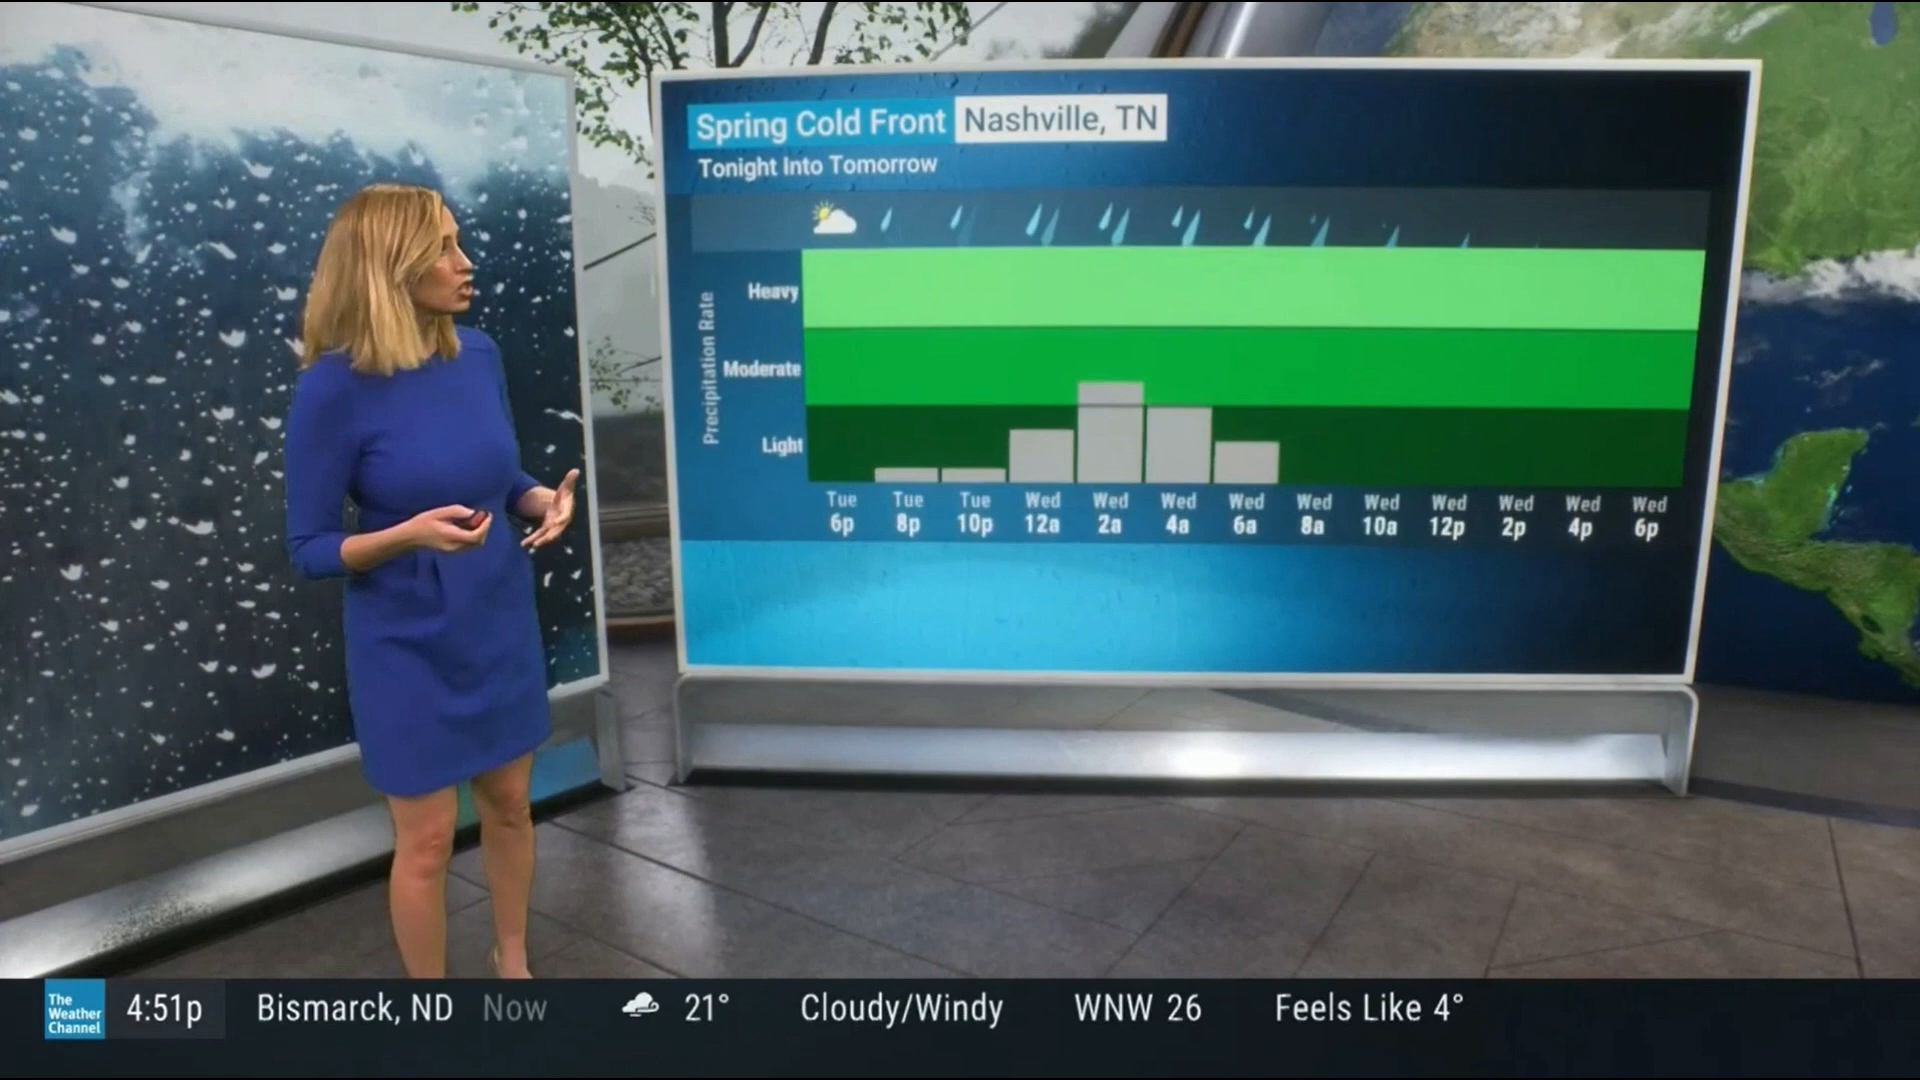 Spring Cold Front Nashville, TN
Tonight Into Tomorrow
Precipitation Rate
Heavy
Moderate
Light
Tue Tue Tue Wed Wed Wed Wed Wed Wed Wed Wed Wed Wed
6p 8p 10p 12a 2a 4a 6a 8a 10a 12p 2p 4p 6p
The Weather Channel 4:51p Bismarck, ND Now 21° Cloudy/Windy WNW 26 Feels Like 4°